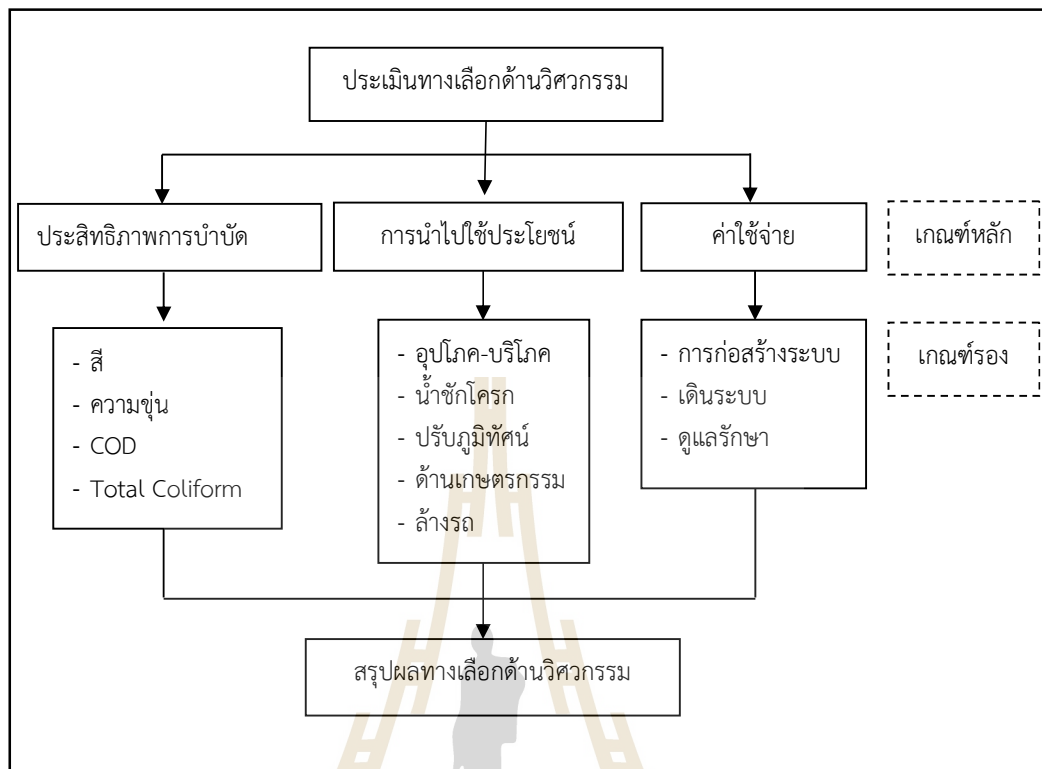 ประเมินทางเลือกด้านวิศวกรรม
ประสิทธิภาพการบำบัด
การนำไปใช้ประโยชน์
ค่าใช้จ่าย
เกณฑ์หลัก
- สี
- ความขุ่น
- COD
- Total Coliform
- อุปโภค-บริโภค
- น้ำชักโครก
- ปรับภูมิทัศน์
- ด้านเกษตรกรรม
- ล้างรถ
- การก่อสร้างระบบ
- เดินระบบ
- ดูแลรักษา
เกณฑ์รอง
สรุปผลทางเลือกด้านวิศวกรรม